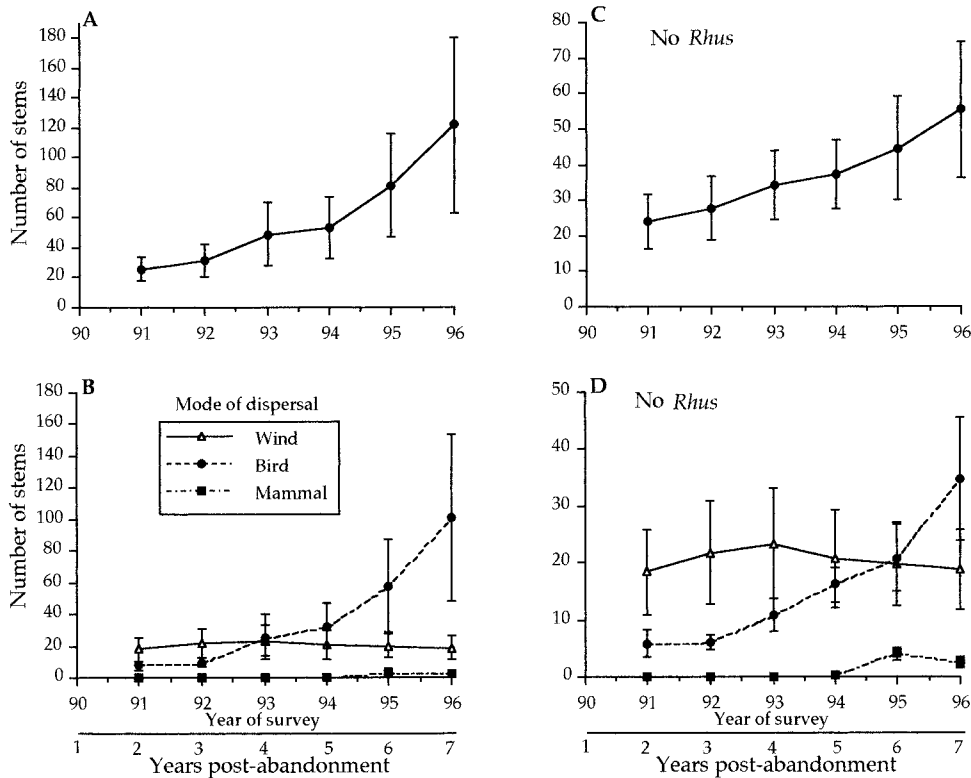 A
180
160
140
120
100
80
60
40
20
0
Number of stems
90 91 92 93 94 95 96
C
No Rhus
80
70
60
50
40
30
20
10
0
90 91 92 93 94 95 96
B
180
160
140
120
100
80
60
40
20
0
Number of stems
Mode of dispersal
Wind
Bird
Mammal
90 91 92 93 94 95 96
Year of survey
1 2 3 4 5 6 7
Years post-abandonment
D
No Rhus
50
40
30
20
10
0
90 91 92 93 94 95 96
Year of survey
1 2 3 4 5 6 7
Years post-abandonment